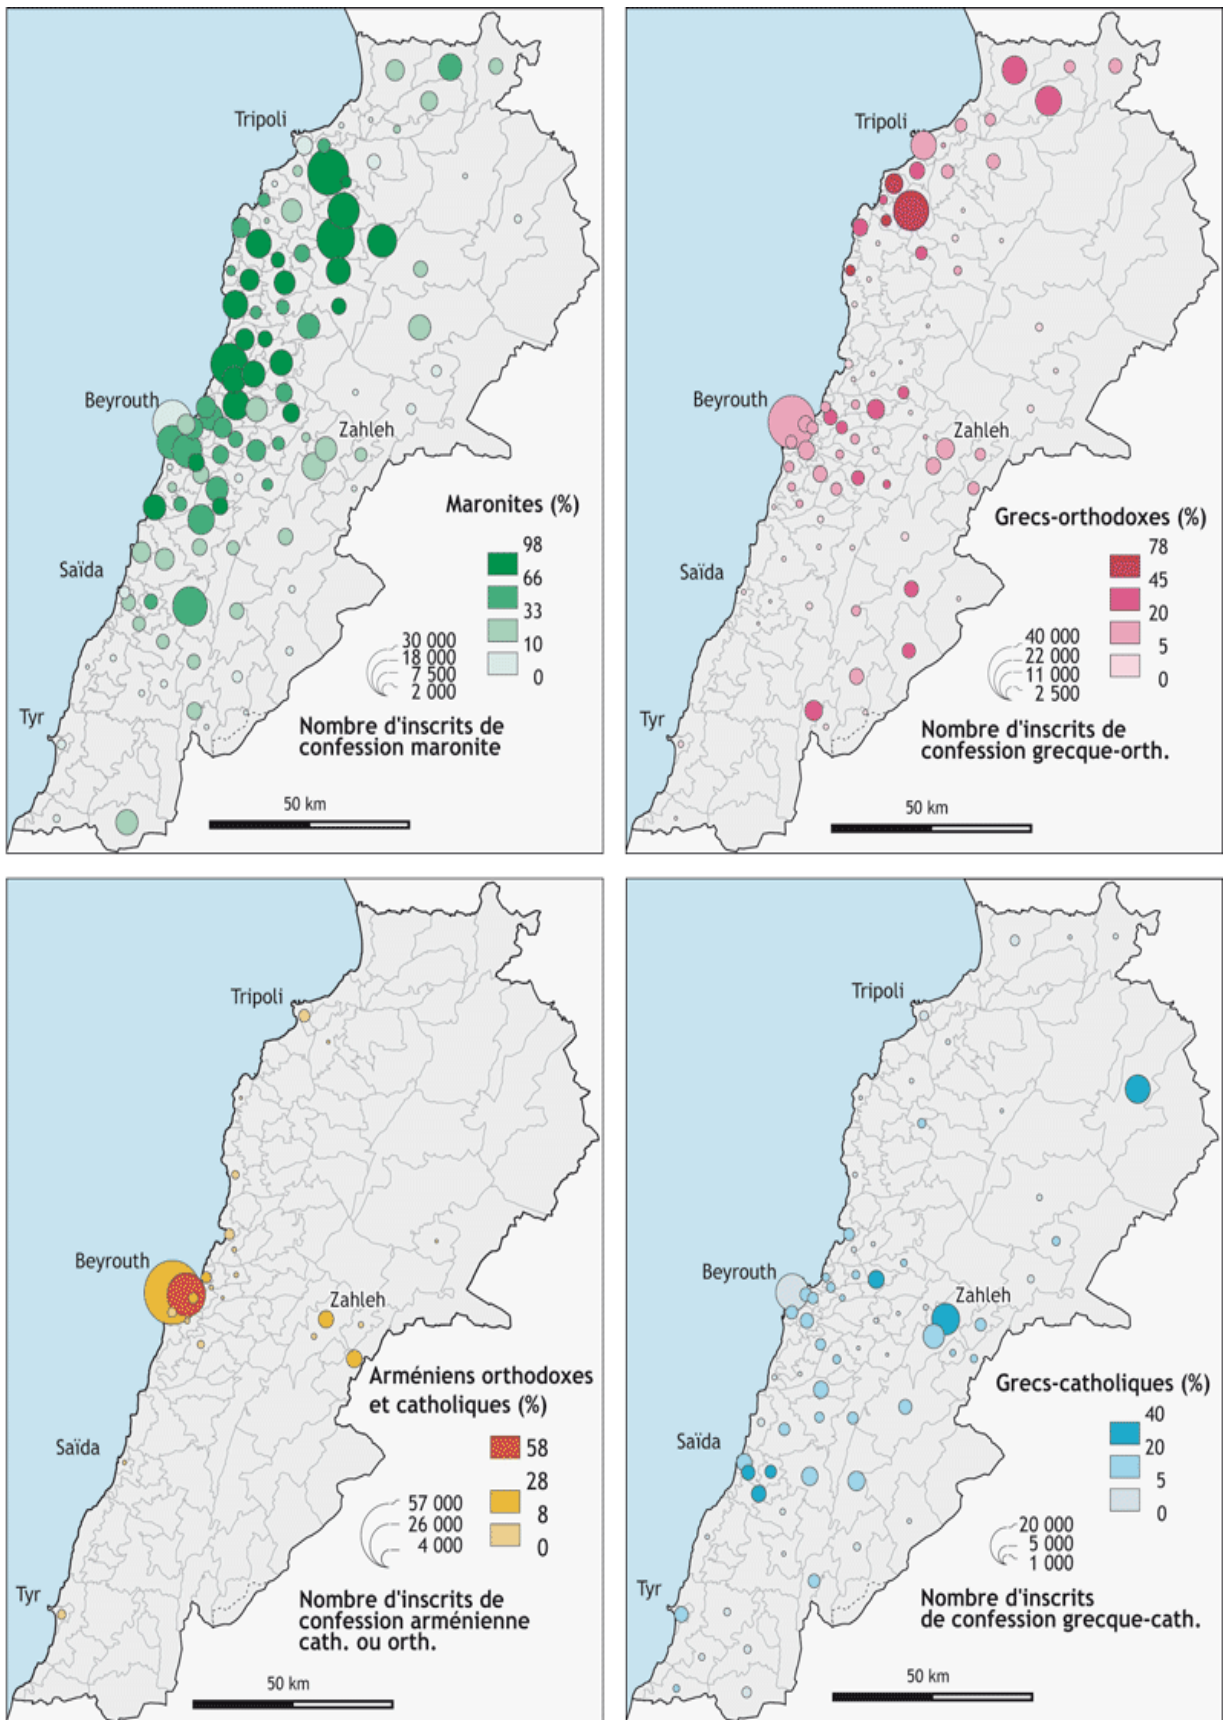 Tripoli
Beyrouth
Zahleh
Maronites (%)
98
66
33
10
0
Saïda
30 000
18 000
7 500
2 000
Tyr
Nombre d'inscrits de
confession maronite
50 km
Tripoli
Beyrouth
Zahleh
Grecs-orthodoxes (%)
78
45
20
5
0
Saïda
40 000
22 000
11 000
2 500
Tyr
Nombre d'inscrits de
confession grecque-orth.
50 km
Tripoli
Beyrouth
Zahleh
Arméniens orthodoxes
et catholiques (%)
58
28
8
0
Saïda
57 000
26 000
4 000
Tyr
Nombre d'inscrits de
confession arménienne
cath. ou orth.
50 km
Tripoli
Beyrouth
Zahleh
Grecs-catholiques (%)
40
20
5
0
Saïda
20 000
5 000
1 000
Tyr
Nombre d'inscrits
de confession grecque-cath.
50 km